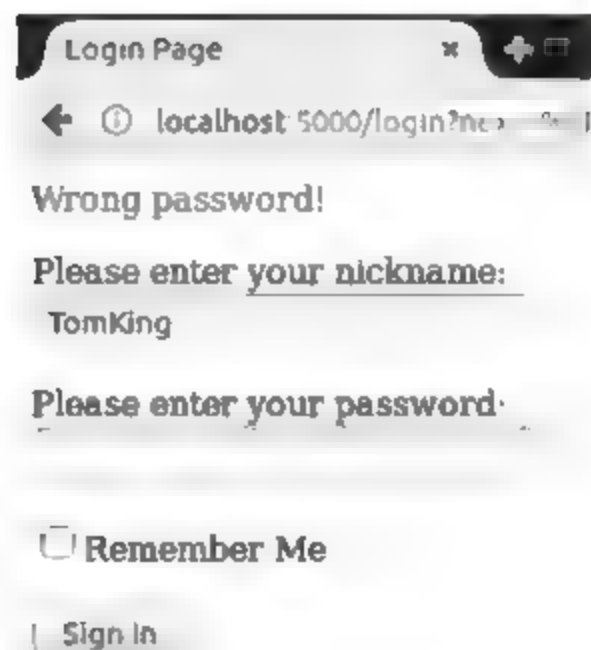 Login Page
localhost:5000/login?
Wrong password!
Please enter your nickname:
TomKing
Please enter your password:
Remember Me
Sign In